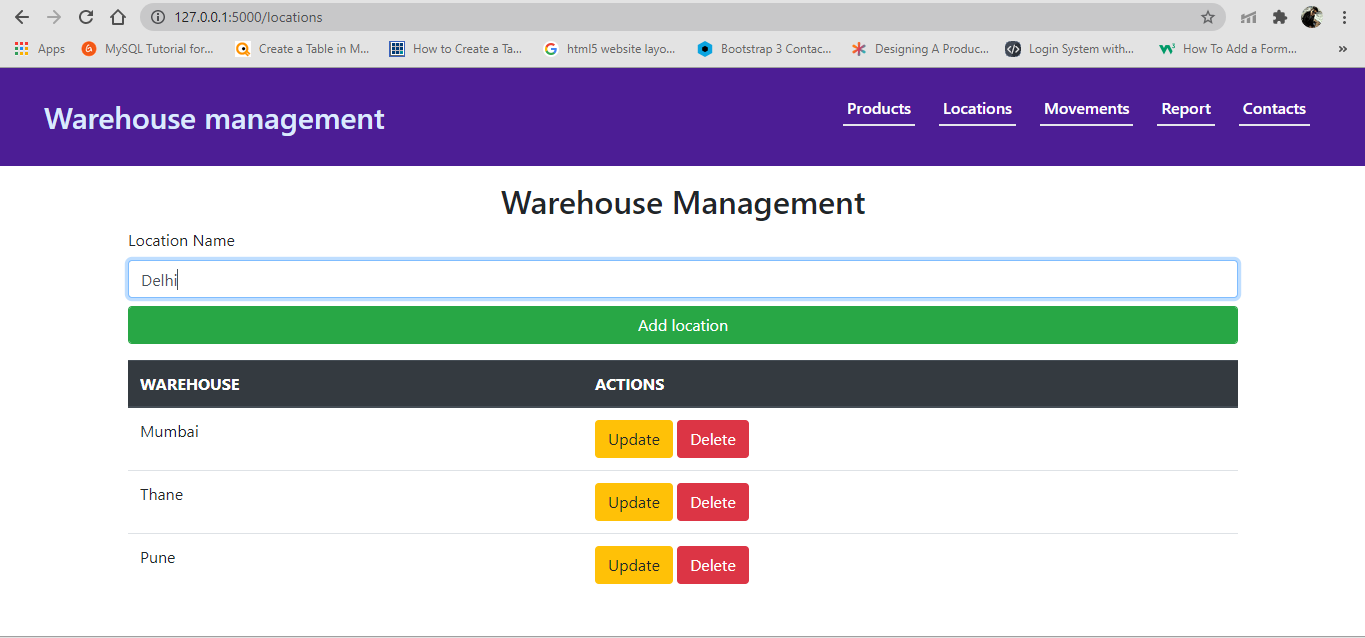 127.0.0.1:5000/locations
Apps MySQL Tutorial for... Create a Table in M... How to Create a Ta... html5 website layo... Bootstrap 3 Contac... Designing A Produc... Login System with... How To Add a Form... »
Warehouse management Products Locations Movements Report Contacts
Warehouse Management
Location Name
Delhi
Add location
WAREHOUSE ACTIONS
Mumbai Update Delete
Thane Update Delete
Pune Update Delete